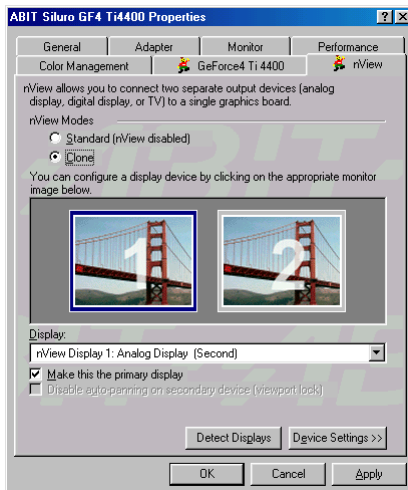 ABIT Siluro GF4 Ti4400 Properties
General Adapter Monitor Performance
Color Management GeForce4 Ti 4400 nView
nView allows you to connect two separate output devices (analog
display, digital display, or TV) to a single graphics board.
nView Modes
Standard (nView disabled)
Clone
You can configure a display device by clicking on the appropriate monitor
image below.
1 2
Display:
nView Display 1: Analog Display (Second)
Make this the primary display
Disable auto-panning on secondary device (viewport lock)
Detect Displays Device Settings >>
OK Cancel Apply